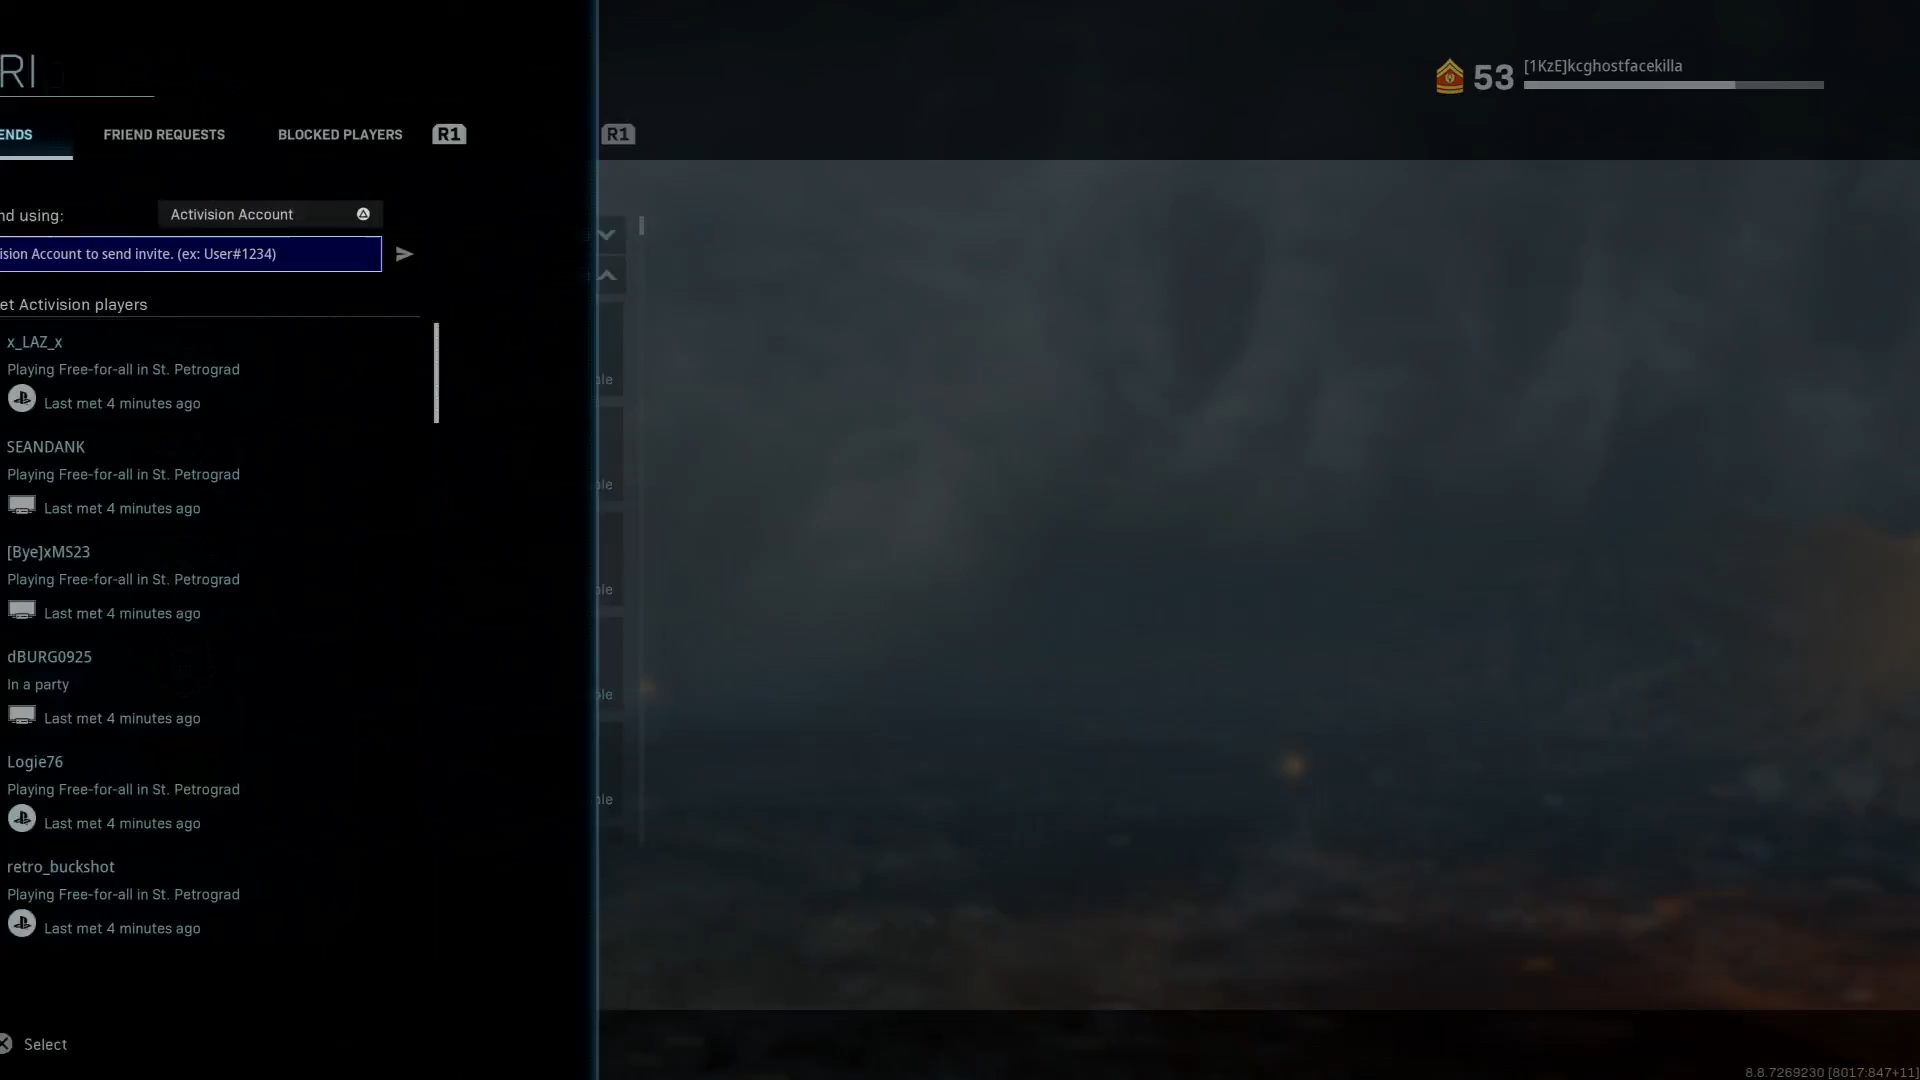 RI
53
[1KzE]kcghostfacekilla
ENDS
FRIEND REQUESTS
BLOCKED PLAYERS
R1
R1
nd using:
Activision Account
ision Account to send invite. (ex: User#1234)
et Activision players
x_LAZ_x
Playing Free-for-all in St. Petrograd
Last met 4 minutes ago
ble
SEANDANK
Playing Free-for-all in St. Petrograd
Last met 4 minutes ago
ble
[Bye]xMS23
Playing Free-for-all in St. Petrograd
Last met 4 minutes ago
ble
dBURG0925
In a party
Last met 4 minutes ago
ble
Logie76
Playing Free-for-all in St. Petrograd
Last met 4 minutes ago
ble
retro_buckshot
Playing Free-for-all in St. Petrograd
Last met 4 minutes ago
Select
8.8.7269230 [8017:847+11]